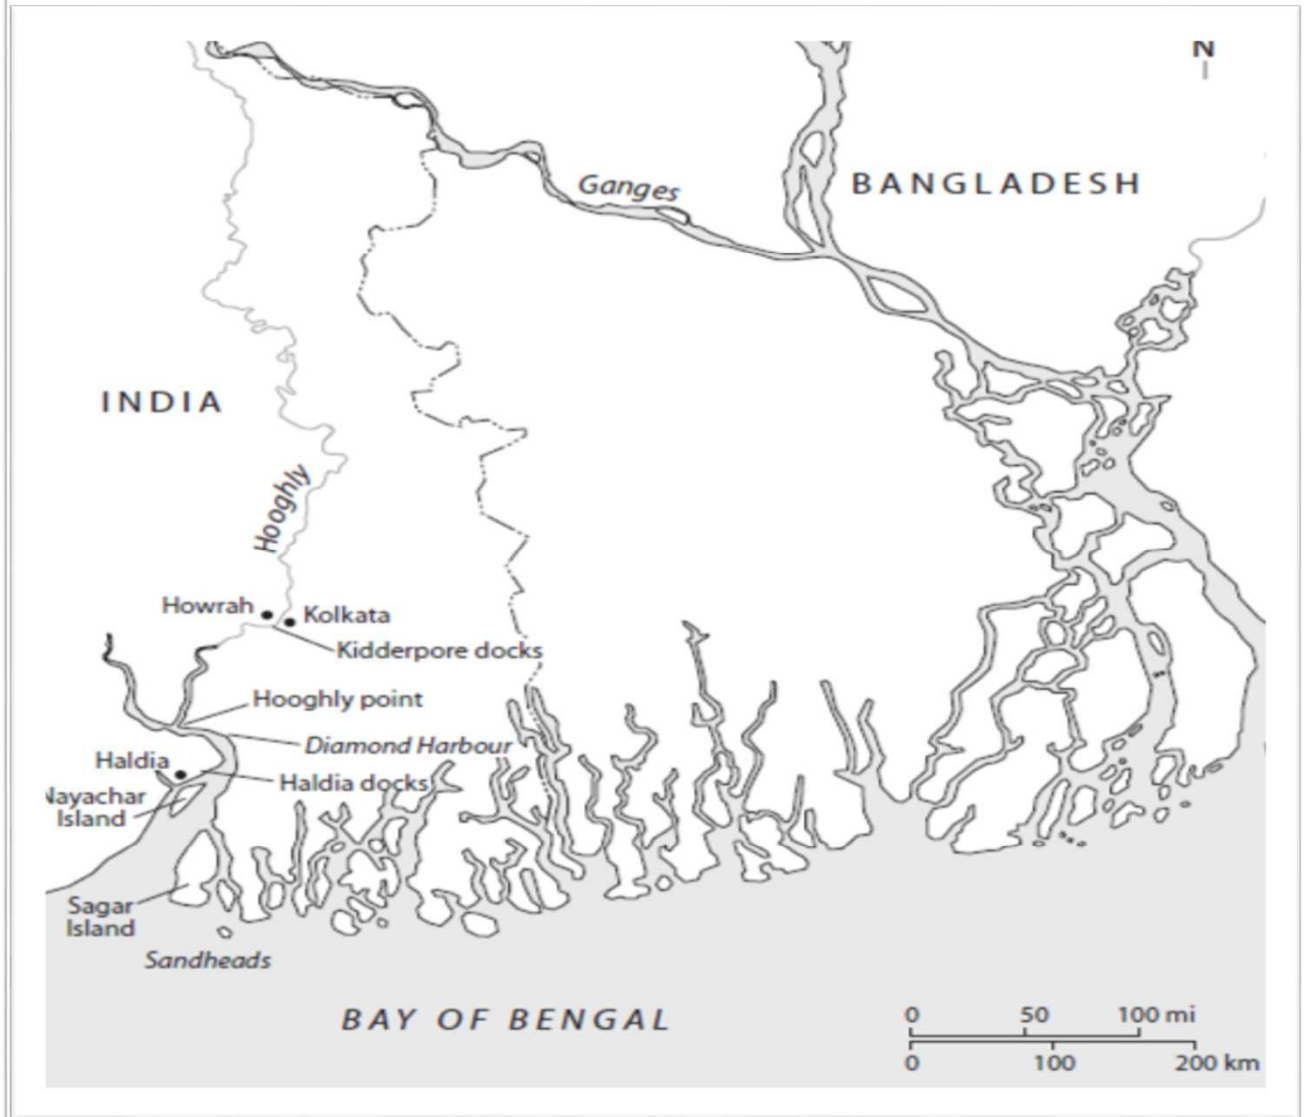 N
Ganges
BANGLADESH
INDIA
Hooghly
Howrah
Kolkata
Kidderpore docks
Hooghly point
Diamond Harbour
Haldia
Haldia docks
Nayachar
Island
Sagar
Island
Sandheads
BAY OF BENGAL
0 50 100 mi
0 100 200 km